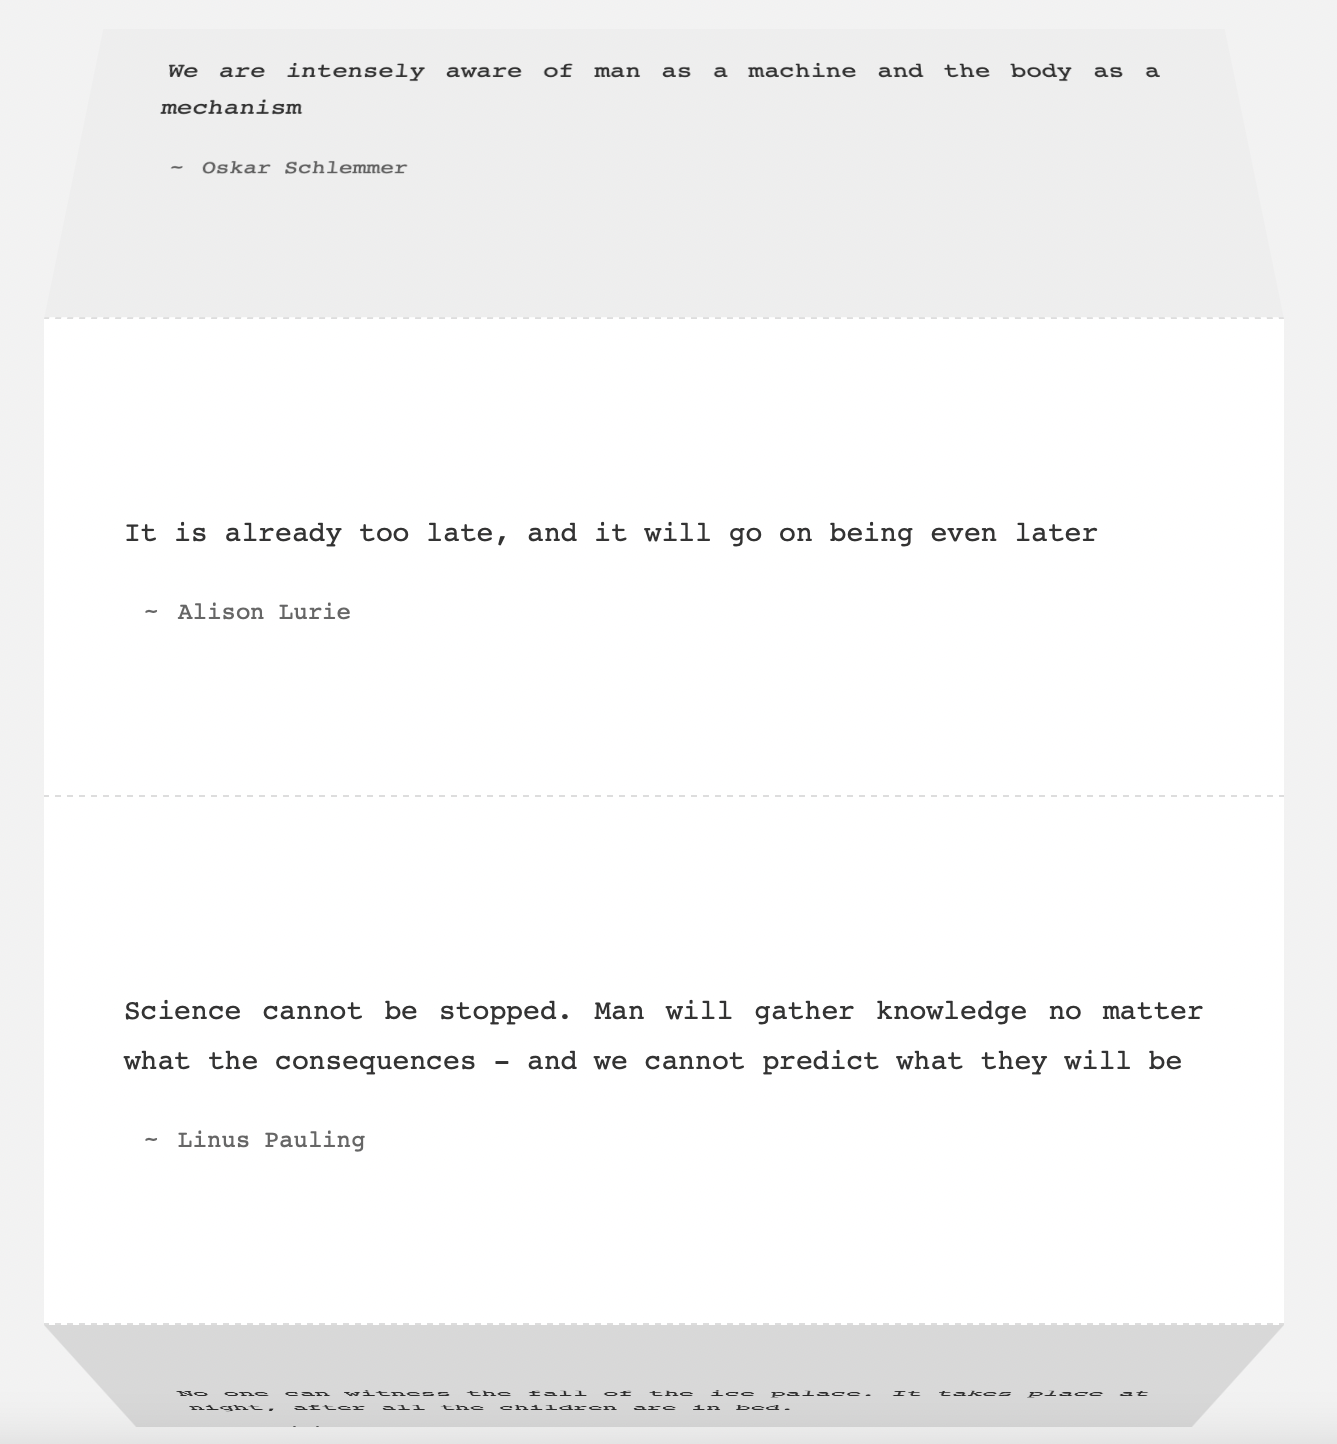 We are intensely aware of man as a machine and the body as a
mechanism
~ Oskar Schlemmer
It is already too late, and it will go on being even later
~ Alison Lurie
Science cannot be stopped. Man will gather knowledge no matter
what the consequences – and we cannot predict what they will be
~ Linus Pauling
No one can witness the fall of the ice palace. It takes place at
night, after all the children are in bed.